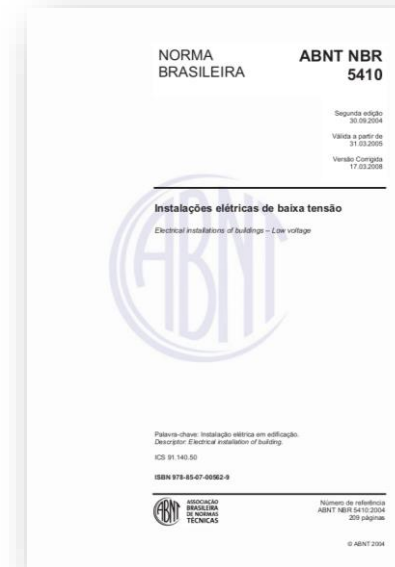 NORMA
BRASILEIRA
ABNT NBR
5410
Segunda edição
30.09.2004
Válida a partir de
31.03.2005
Versão Corrigida
17.03.2008
Instalações elétricas de baixa tensão
Electrical installations of buildings – Low voltage
ABNT
Palavra-chave: Instalação elétrica em edificação.
Descriptor: Electrical installation of building.
ICS 91.140.50
ISBN 978-85-07-00562-9
ABNT
ASSOCIAÇÃO
BRASILEIRA
DE NORMAS
TÉCNICAS
Número de referência
ABNT NBR 5410:2004
209 páginas
© ABNT 2004